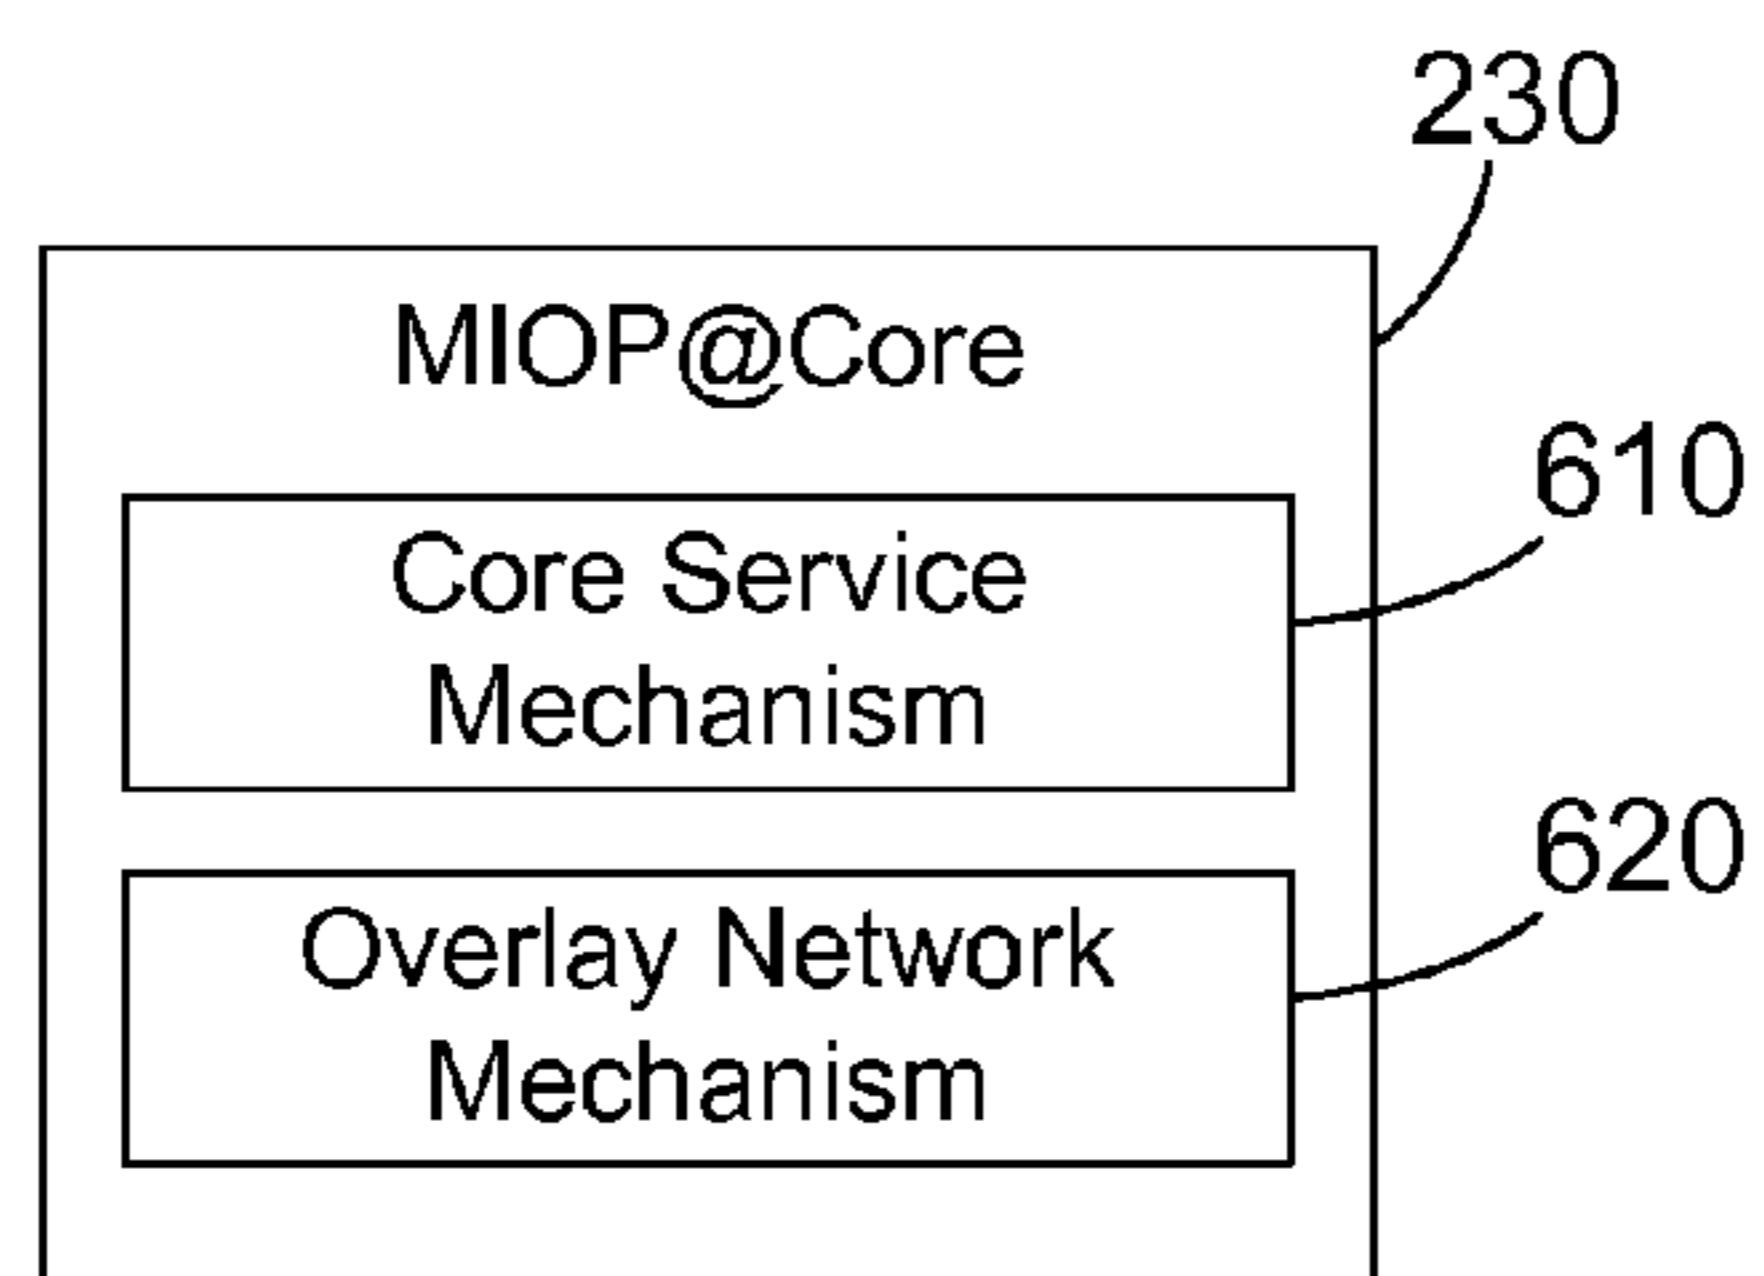 230
MIOP@Core
610
Core Service
Mechanism
620
Overlay Network
Mechanism